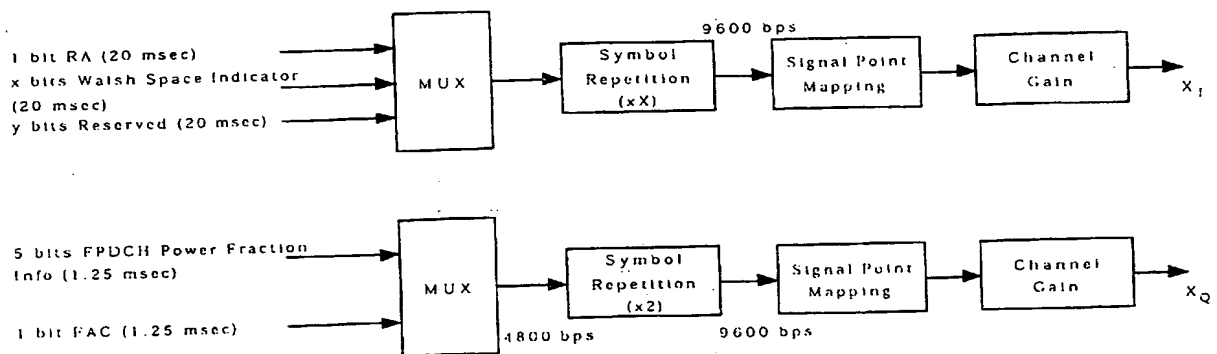 1 bit RA (20 msec)
x bits Walsh Space Indicator
(20 msec)
y bits Reserved (20 msec)
MUX
Symbol
Repetition
(xX)
9600 bps
Signal Point
Mapping
Channel
Gain
X I
5 bits FPDCH Power Fraction
Info (1.25 msec)
1 bit FAC (1.25 msec)
MUX
4800 bps
Symbol
Repetition
(x2)
9600 bps
Signal Point
Mapping
Channel
Gain
X Q